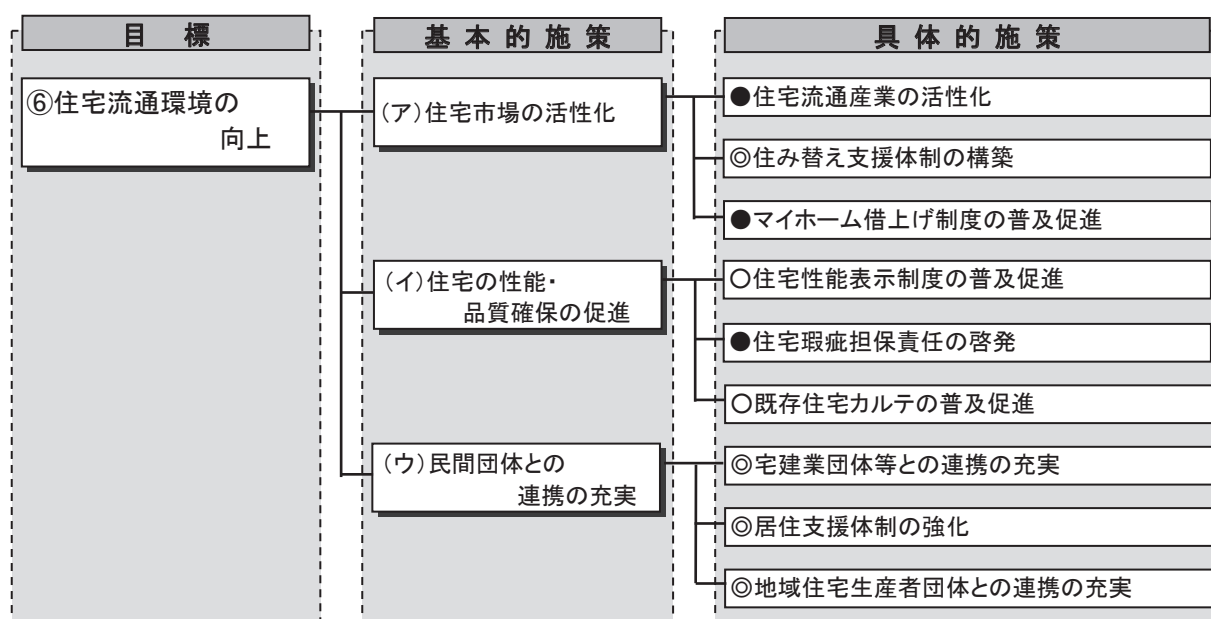 目標
基本的施策
具体的施策
⑥住宅流通環境の
向上
(ア)住宅市場の活性化
●住宅流通産業の活性化
◎住み替え支援体制の構築
●マイホーム借上げ制度の普及促進
(イ)住宅の性能・
品質確保の促進
○住宅性能表示制度の普及促進
●住宅瑕疵担保責任の啓発
○既存住宅カルテの普及促進
(ウ)民間団体との
連携の充実
◎宅建業団体等との連携の充実
◎居住支援体制の強化
◎地域住宅生産者団体との連携の充実